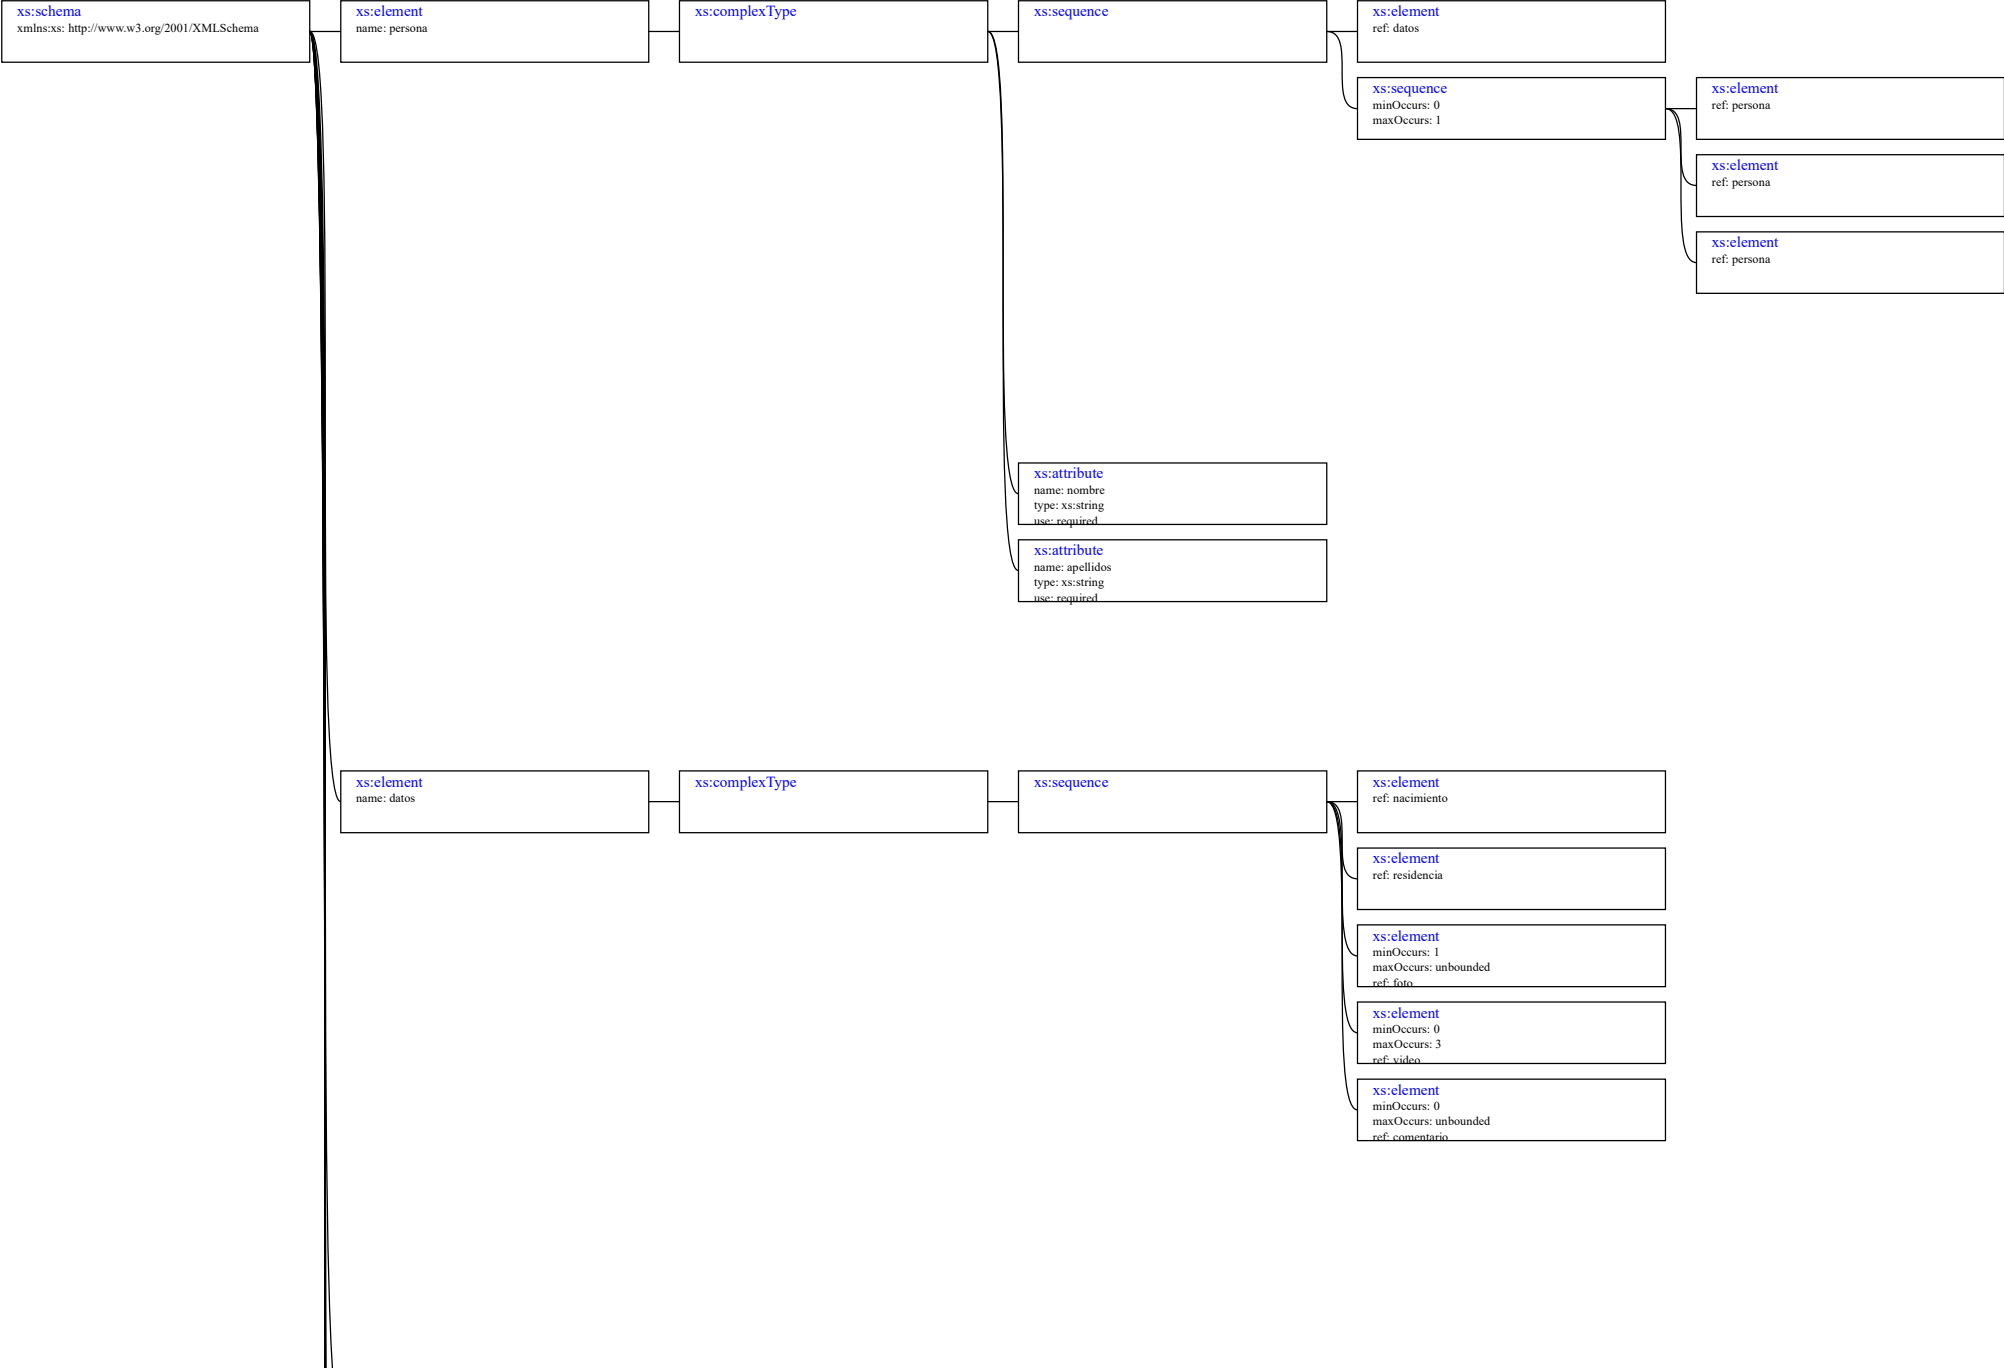 xs:schema
xmlns:xs: http://www.w3.org/2001/XMLSchema
xs:element
name: persona
xs:complexType
xs:sequence
xs:element
ref: datos
xs:sequence
minOccurs: 0
maxOccurs: 1
xs:element
ref: persona
xs:element
ref: persona
xs:element
ref: persona
xs:attribute
name: nombre
type: xs:string
use: required
xs:attribute
name: apellidos
type: xs:string
use: required
xs:element
name: datos
xs:complexType
xs:sequence
xs:element
ref: nacimiento
xs:element
ref: residencia
xs:element
minOccurs: 1
maxOccurs: unbounded
ref: foto
xs:element
minOccurs: 0
maxOccurs: 3
ref: video
xs:element
minOccurs: 0
maxOccurs: unbounded
ref: comentario